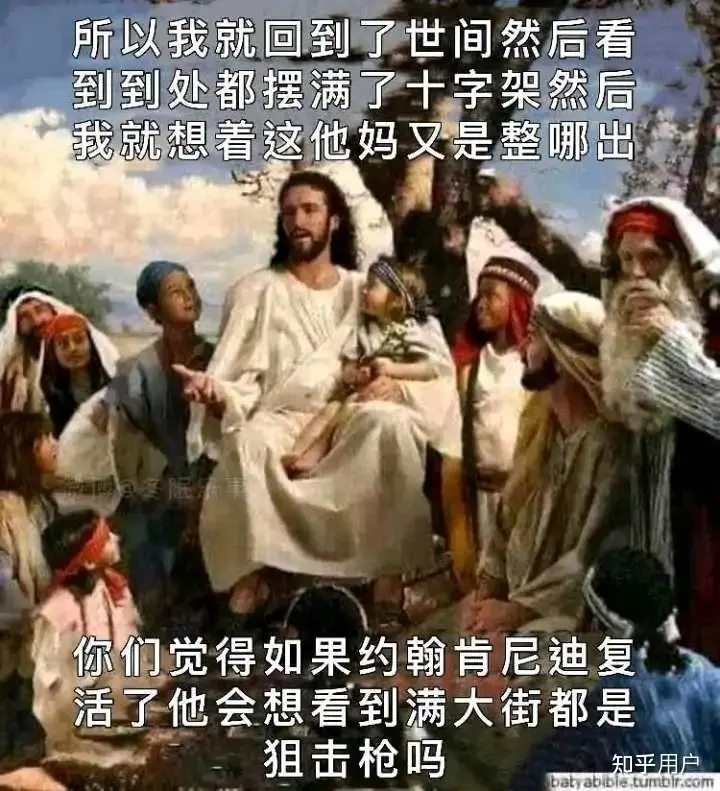 所以我就回到了世间然后看
到到处都摆满了十字架然后
我就想着这他妈又是整哪出
你们觉得如果约翰肯尼迪复
活了他会想看到满大街都是
狙击枪吗
知乎用户
batyabible.tumblr.com